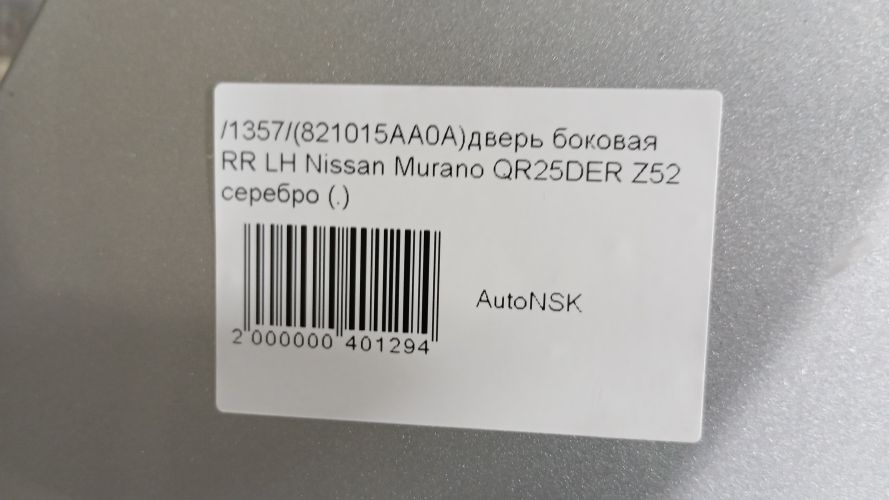 /1357/(821015AA0A)дверь боковая
RR LH Nissan Murano QR25DER Z52
серебро (.)
AutoNSK
2 000000 401294